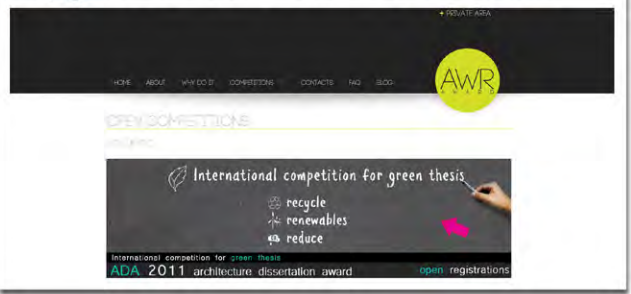 + PRIVATE AREA
HOME ABOUT WHY DO IT COMPETITIONS CONTACTS FAQ BLOG
AWR
AWARD
OPEN COMPETITIONS
International competition for green thesis
recycle
renewables
reduce
International competition for green thesis
ADA 2011 architecture dissertation award open registrations